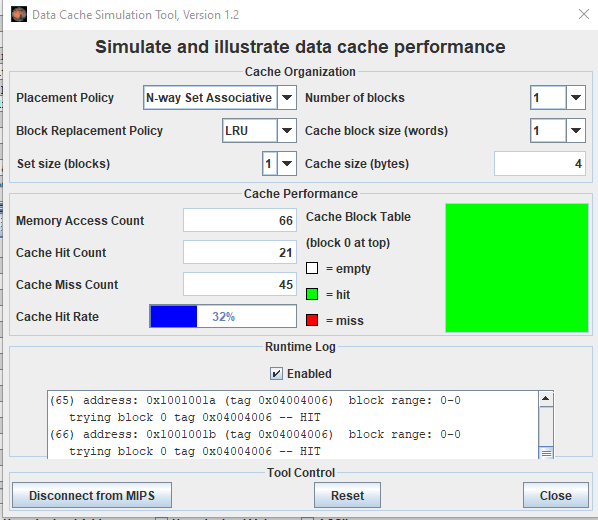 Data Cache Simulation Tool, Version 1.2
Simulate and illustrate data cache performance
Cache Organization
Placement Policy N-way Set Associative Number of blocks 1
Block Replacement Policy LRU Cache block size (words) 1
Set size (blocks) 1 Cache size (bytes) 4
Cache Performance
Memory Access Count 66 Cache Block Table
(block 0 at top)
Cache Hit Count 21
= empty
Cache Miss Count 45
= hit
Cache Hit Rate 32%
= miss
Runtime Log
Enabled
(65) address: 0x1001001a (tag 0x04004006) block range: 0-0
trying block 0 tag 0x04004006 -- HIT
(66) address: 0x1001001b (tag 0x04004006) block range: 0-0
trying block 0 tag 0x04004006 -- HIT
Tool Control
Disconnect from MIPS Reset Close